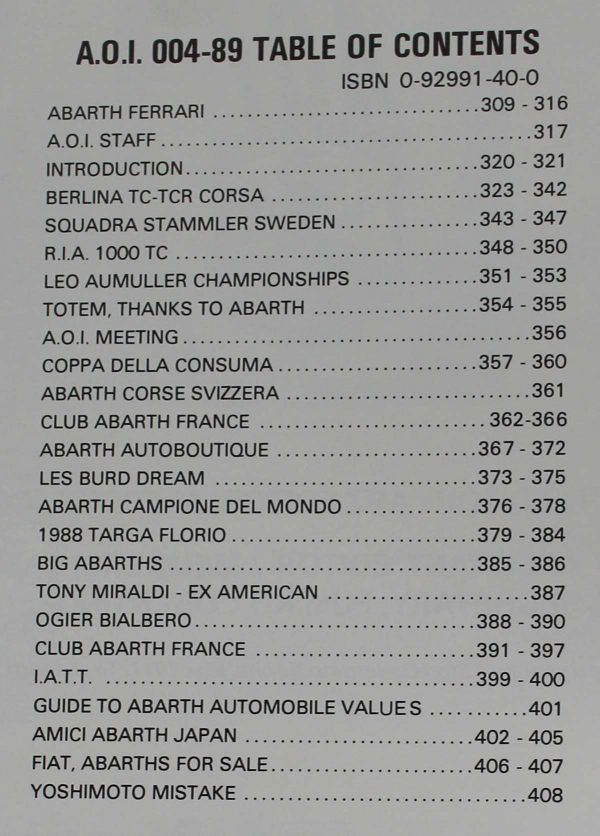 A.O.I. 004-89 TABLE OF CONTENTS
ISBN 0-92991-40-0
ABARTH FERRARI ............................... 309 - 316
A.O.I. STAFF .......................................... 317
INTRODUCTION ................................. 320 - 321
BERLINA TC-TCR CORSA ...................... 323 - 342
SQUADRA STAMMLER SWEDEN ............... 343 - 347
R.I.A. 1000 TC .................................. 348 - 350
LEO AUMULLER CHAMPIONSHIPS ............. 351 - 353
TOTEM, THANKS TO ABARTH .................. 354 - 355
A.O.I. MEETING ....................................... 356
COPPA DELLA CONSUMA ...................... 357 - 360
ABARTH CORSE SVIZZERA ............................ 361
CLUB ABARTH FRANCE ......................... 362-366
ABARTH AUTOBOUTIQUE ...................... 367 - 372
LES BURD DREAM ............................. 373 - 375
ABARTH CAMPIONE DEL MONDO .............. 376 - 378
1988 TARGA FLORIO ........................... 379 - 384
BIG ABARTHS ................................... 385 - 386
TONY MIRALDI - EX AMERICAN ...................... 387
OGIER BIALBERO ................................ 388 - 390
CLUB ABARTH FRANCE ......................... 391 - 397
I.A.T.T. .......................................... 399 - 400
GUIDE TO ABARTH AUTOMOBILE VALUES ........... 401
AMICI ABARTH JAPAN .......................... 402 - 405
FIAT, ABARTHS FOR SALE ....................... 406 - 407
YOSHIMOTO MISTAKE .................................. 408